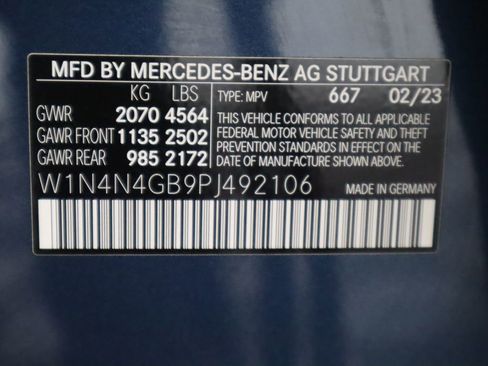 MFD BY MERCEDES-BENZ AG STUTTGART
KG LBS
GVWR 2070 4564
GAWR FRONT 1135 2502
GAWR REAR 985 2172
TYPE: MPV 667 02/23
THIS VEHICLE CONFORMS TO ALL APPLICABLE
FEDERAL MOTOR VEHICLE SAFETY AND THEFT
PREVENTION STANDARDS IN EFFECT ON THE
DATE OF MANUFACTURE SHOWN ABOVE.
W1N4N4GB9PJ492106
MADE IN GERMANY